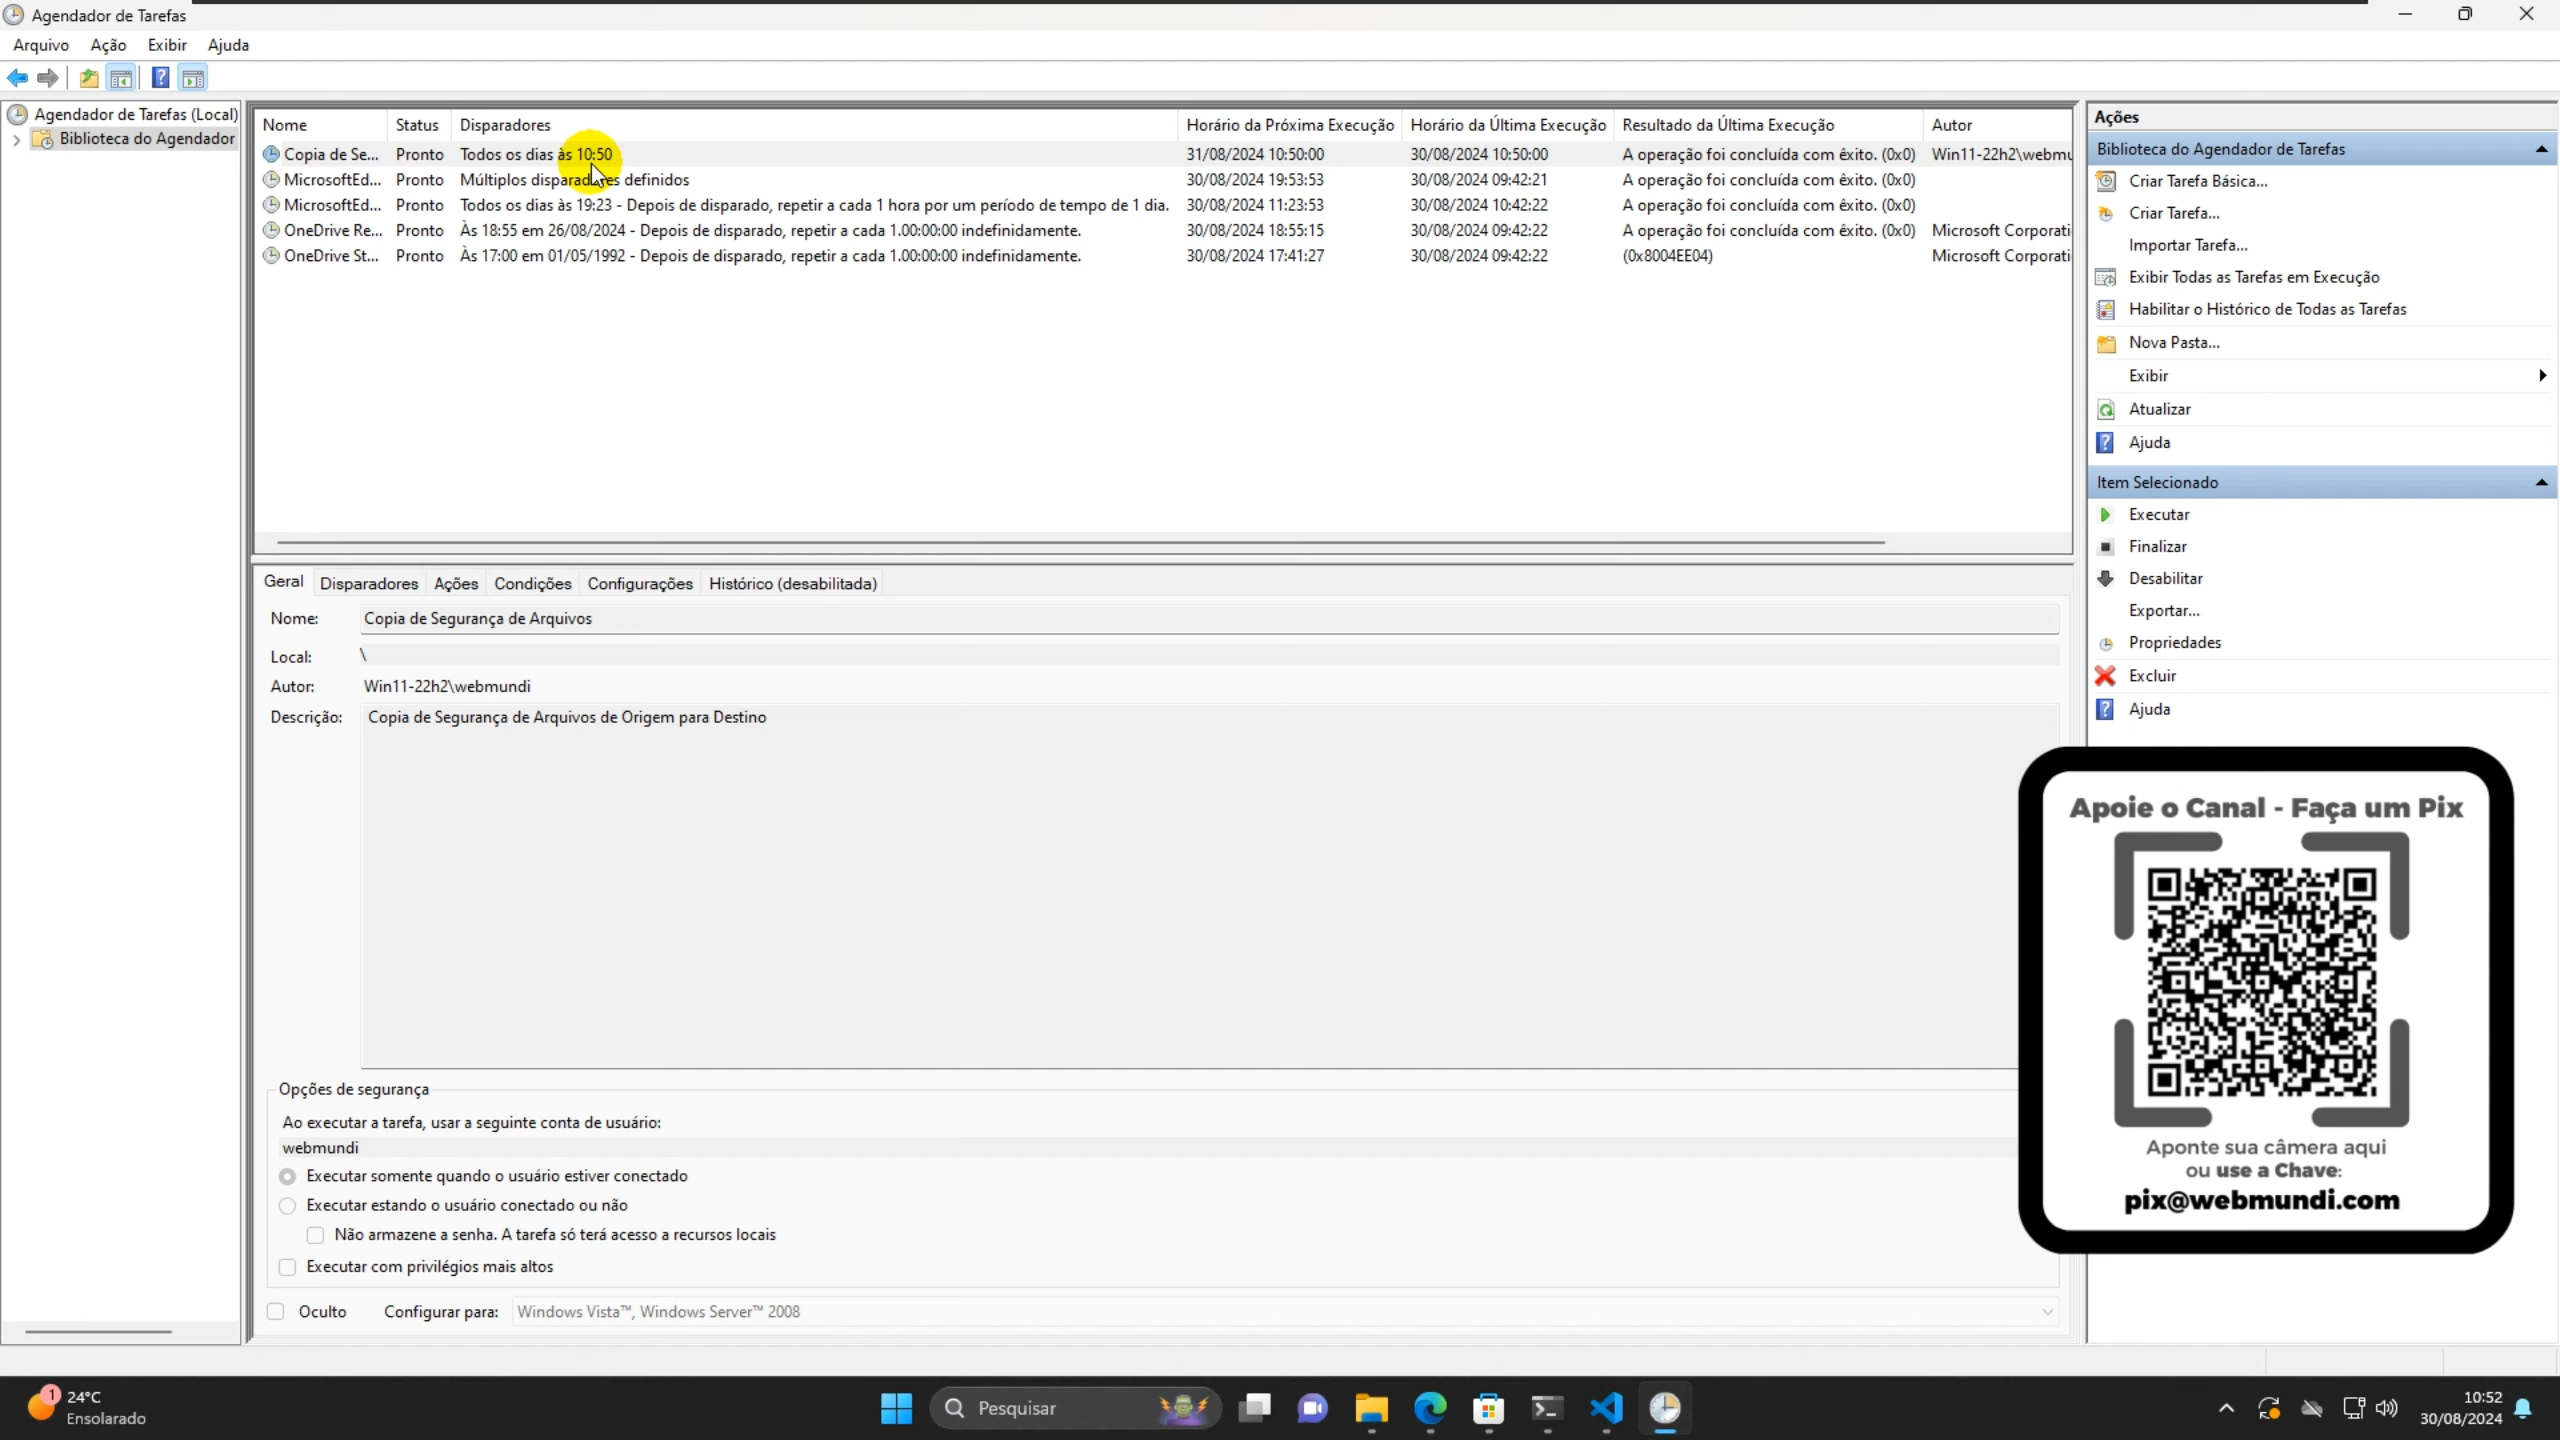 Agendador de Tarefas
Arquivo Ação Exibir Ajuda
Agendador de Tarefas (Local)
Biblioteca do Agendador
Nome Status Disparadores Horário da Próxima Execução Horário da Última Execução Resultado da Última Execução Autor
Copia de Se... Pronto Todos os dias às 10:50 31/08/2024 10:50:00 30/08/2024 10:50:00 A operação foi concluída com êxito. (0x0) Win11-22h2\webmu
MicrosoftEd... Pronto Múltiplos disparadores definidos 30/08/2024 19:53:53 30/08/2024 09:42:21 A operação foi concluída com êxito. (0x0)
MicrosoftEd... Pronto Todos os dias às 19:23 - Depois de disparado, repetir a cada 1 hora por um período de tempo de 1 dia. 30/08/2024 11:23:53 30/08/2024 10:42:22 A operação foi concluída com êxito. (0x0)
OneDrive Re... Pronto Às 18:55 em 26/08/2024 - Depois de disparado, repetir a cada 1.00:00:00 indefinidamente. 30/08/2024 18:55:15 30/08/2024 09:42:22 A operação foi concluída com êxito. (0x0) Microsoft Corporati
OneDrive St... Pronto Às 17:00 em 01/05/1992 - Depois de disparado, repetir a cada 1.00:00:00 indefinidamente. 30/08/2024 17:41:27 30/08/2024 09:42:22 (0x8004EE04) Microsoft Corporati
Geral Disparadores Ações Condições Configurações Histórico (desabilitada)
Nome: Copia de Segurança de Arquivos
Local: \
Autor: Win11-22h2\webmundi
Descrição: Copia de Segurança de Arquivos de Origem para Destino
Opções de segurança
Ao executar a tarefa, usar a seguinte conta de usuário:
webmundi
Executar somente quando o usuário estiver conectado
Executar estando o usuário conectado ou não
Não armazene a senha. A tarefa só terá acesso a recursos locais
Executar com privilégios mais altos
Oculto Configurar para: Windows Vista™, Windows Server™ 2008
Ações
Biblioteca do Agendador de Tarefas
Criar Tarefa Básica...
Criar Tarefa...
Importar Tarefa...
Exibir Todas as Tarefas em Execução
Habilitar o Histórico de Todas as Tarefas
Nova Pasta...
Exibir
Atualizar
Ajuda
Item Selecionado
Executar
Finalizar
Desabilitar
Exportar...
Propriedades
Excluir
Ajuda
Apoie o Canal - Faça um Pix
Aponte sua câmera aqui
ou use a Chave:
pix@webmundi.com
1
24°C
Ensolarado
Pesquisar
10:52
30/08/2024